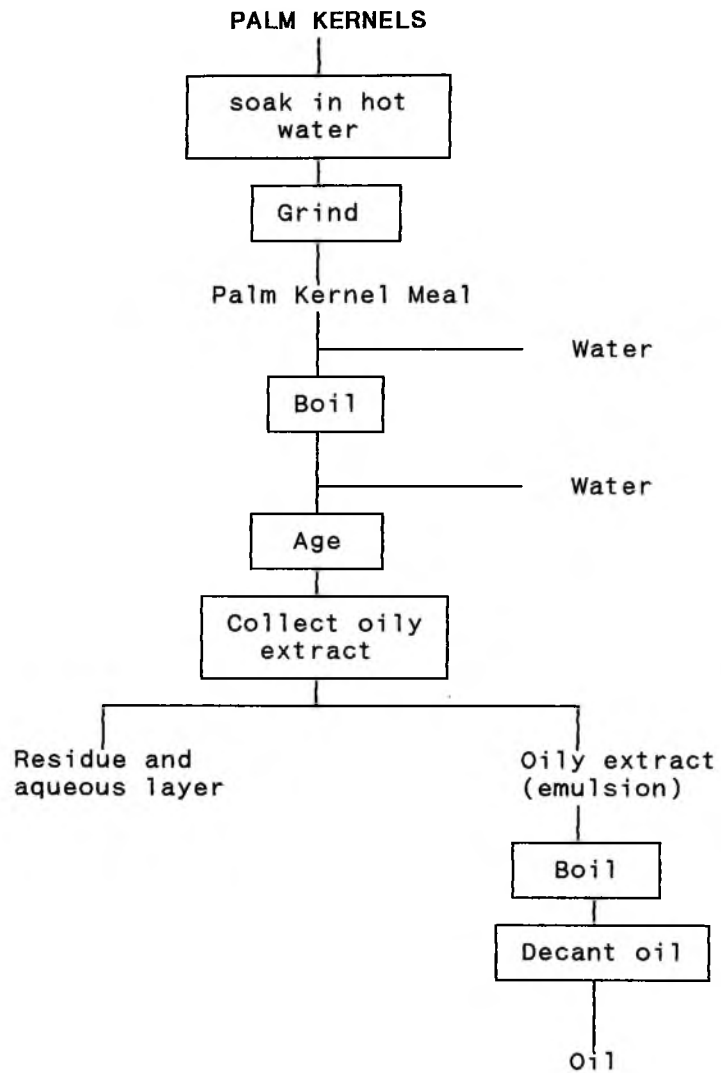 PALM KERNELS
soak in hot
water
Grind
Palm Kernel Meal
Water
Boil
Water
Age
Collect oily
extract
Residue and
aqueous layer
Oily extract
(emulsion)
Boil
Decant oil
Oil